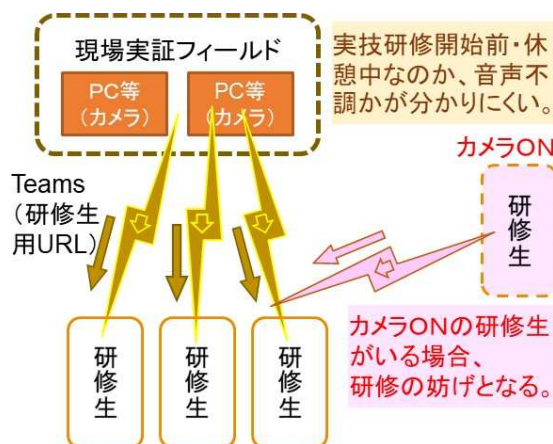 現場実証フィールド
PC等
(カメラ)
PC等
(カメラ)
実技研修開始前・休
憩中なのか、音声不
調かが分かりにくい。
カメラON
研修生
Teams
(研修生
用URL)
研修生
研修生
研修生
カメラONの研修生
がいる場合、
研修の妨げとなる。